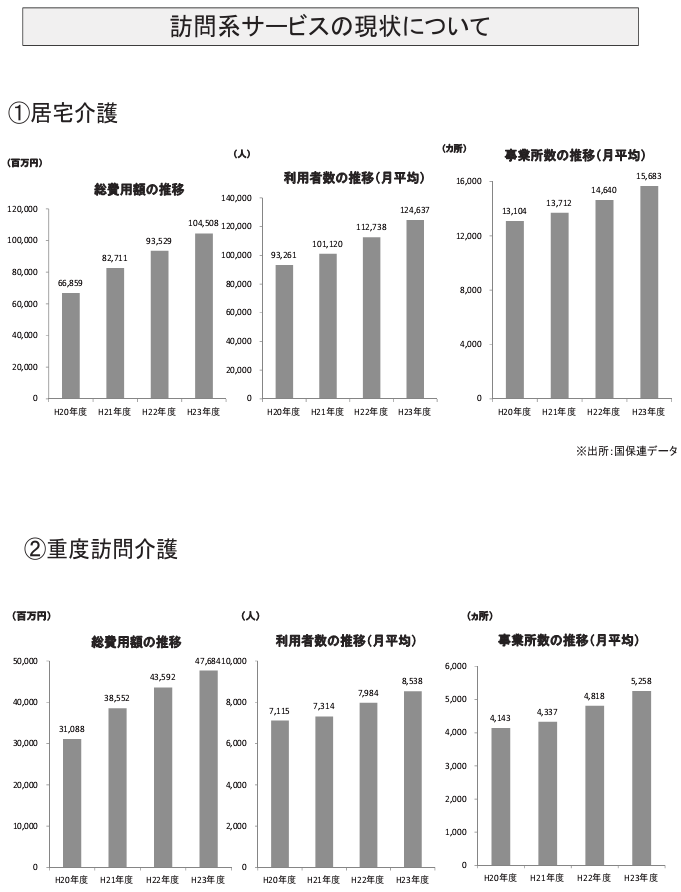 訪問系サービスの現状について
①居宅介護
（百万円）
総費用額の推移
120,000
100,000
80,000
60,000
40,000
20,000
0
66,859
82,711
93,529
104,508
H20年度 H21年度 H22年度 H23年度
（人）
利用者数の推移（月平均）
140,000
120,000
100,000
80,000
60,000
40,000
20,000
0
93,261
101,120
112,738
124,637
H20年度 H21年度 H22年度 H23年度
（カ所）
事業所数の推移（月平均）
16,000
12,000
8,000
4,000
0
13,104
13,712
14,640
15,683
H20年度 H21年度 H22年度 H23年度
※出所：国保連データ
②重度訪問介護
（百万円）
総費用額の推移
50,000
40,000
30,000
20,000
10,000
0
31,088
38,552
43,592
47,684
H20年度 H21年度 H22年度 H23年度
（人）
利用者数の推移（月平均）
10,000
8,000
6,000
4,000
2,000
0
7,115
7,314
7,984
8,538
H20年度 H21年度 H22年度 H23年度
（ヵ所）
事業所数の推移（月平均）
6,000
5,000
4,000
3,000
2,000
1,000
0
4,143
4,337
4,818
5,258
H20年度 H21年度 H22年度 H23年度